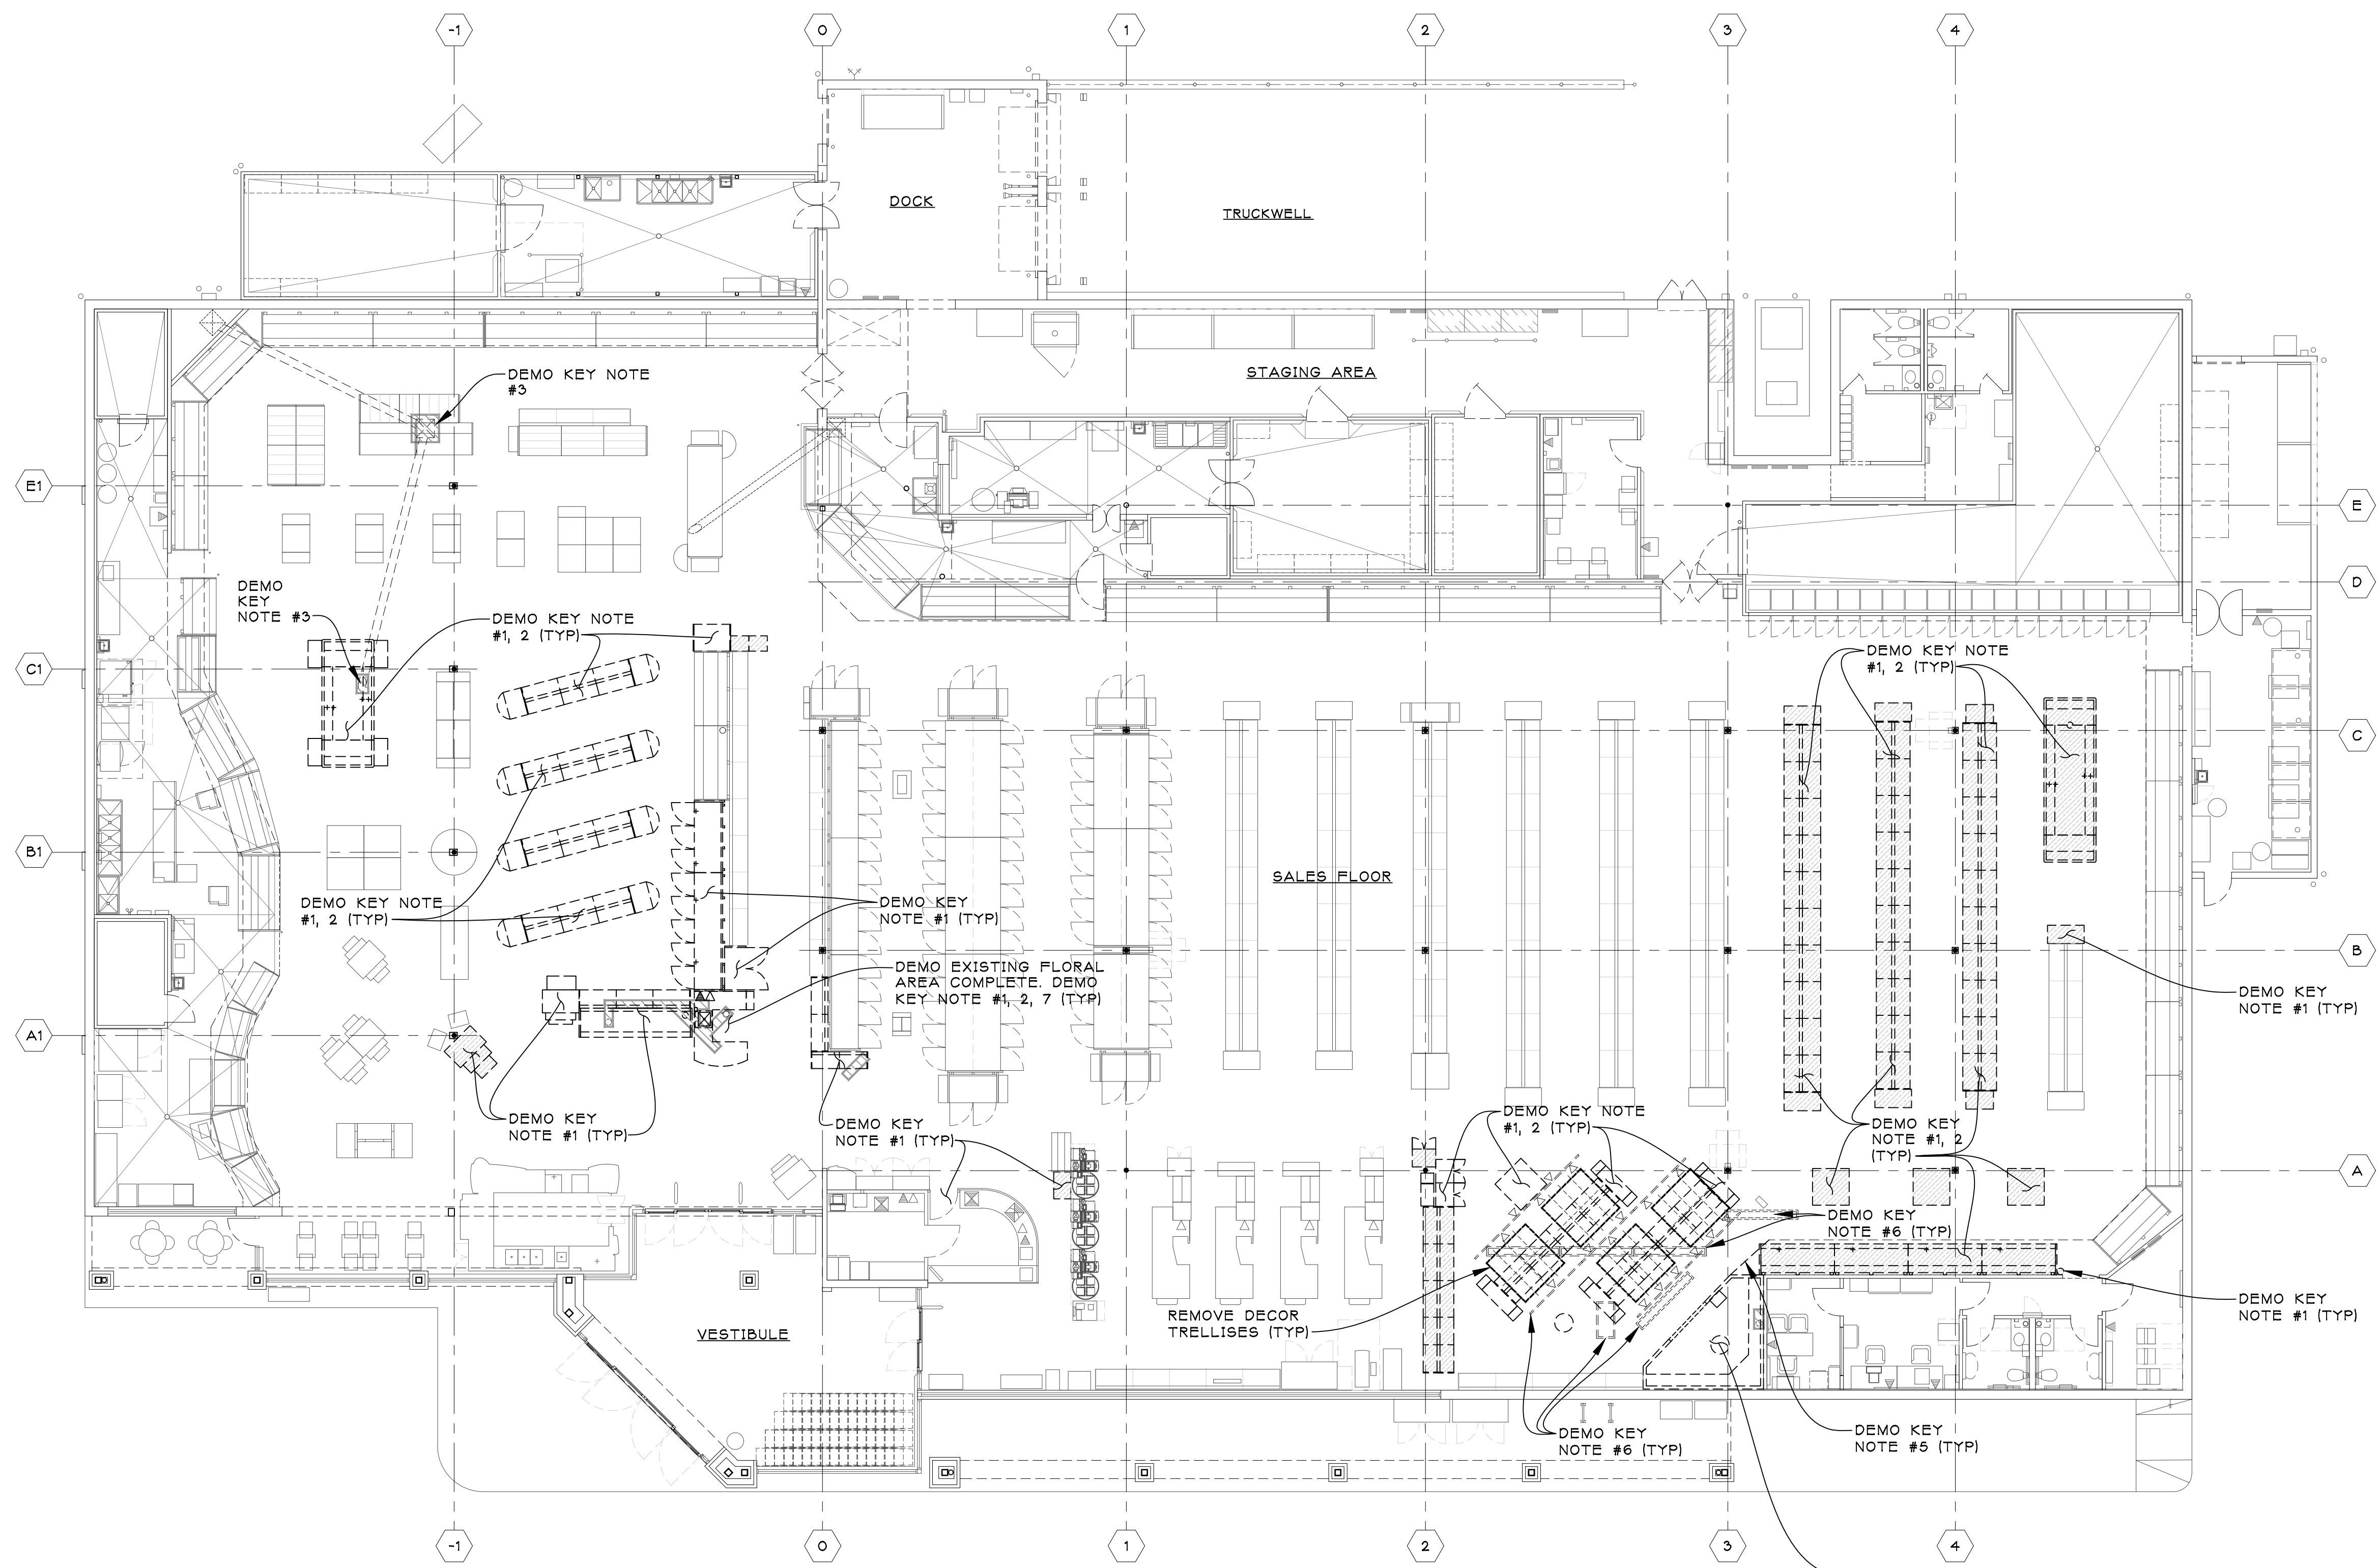 -1
0
1
2
3
4
DOCK
TRUCKWELL
STAGING AREA
DEMO KEY NOTE
#3
E1
E
D
DEMO
KEY
NOTE #3
DEMO KEY NOTE
#1, 2 (TYP)
C1
DEMO KEY NOTE
#1, 2 (TYP)
C
B1
SALES FLOOR
DEMO KEY NOTE
#1, 2 (TYP)
DEMO KEY
NOTE #1 (TYP)
B
DEMO EXISTING FLORAL
AREA COMPLETE. DEMO
KEY NOTE #1, 2, 7 (TYP)
DEMO KEY
NOTE #1 (TYP)
A1
DEMO KEY
NOTE #1 (TYP)
DEMO KEY
NOTE #1 (TYP)
DEMO KEY NOTE
#1, 2 (TYP)
DEMO KEY
NOTE #1, 2
(TYP)
A
DEMO KEY
NOTE #6 (TYP)
REMOVE DECOR
TRELLISES (TYP)
DEMO KEY
NOTE #1 (TYP)
VESTIBULE
DEMO KEY
NOTE #6 (TYP)
DEMO KEY
NOTE #5 (TYP)
-1
0
1
2
3
4